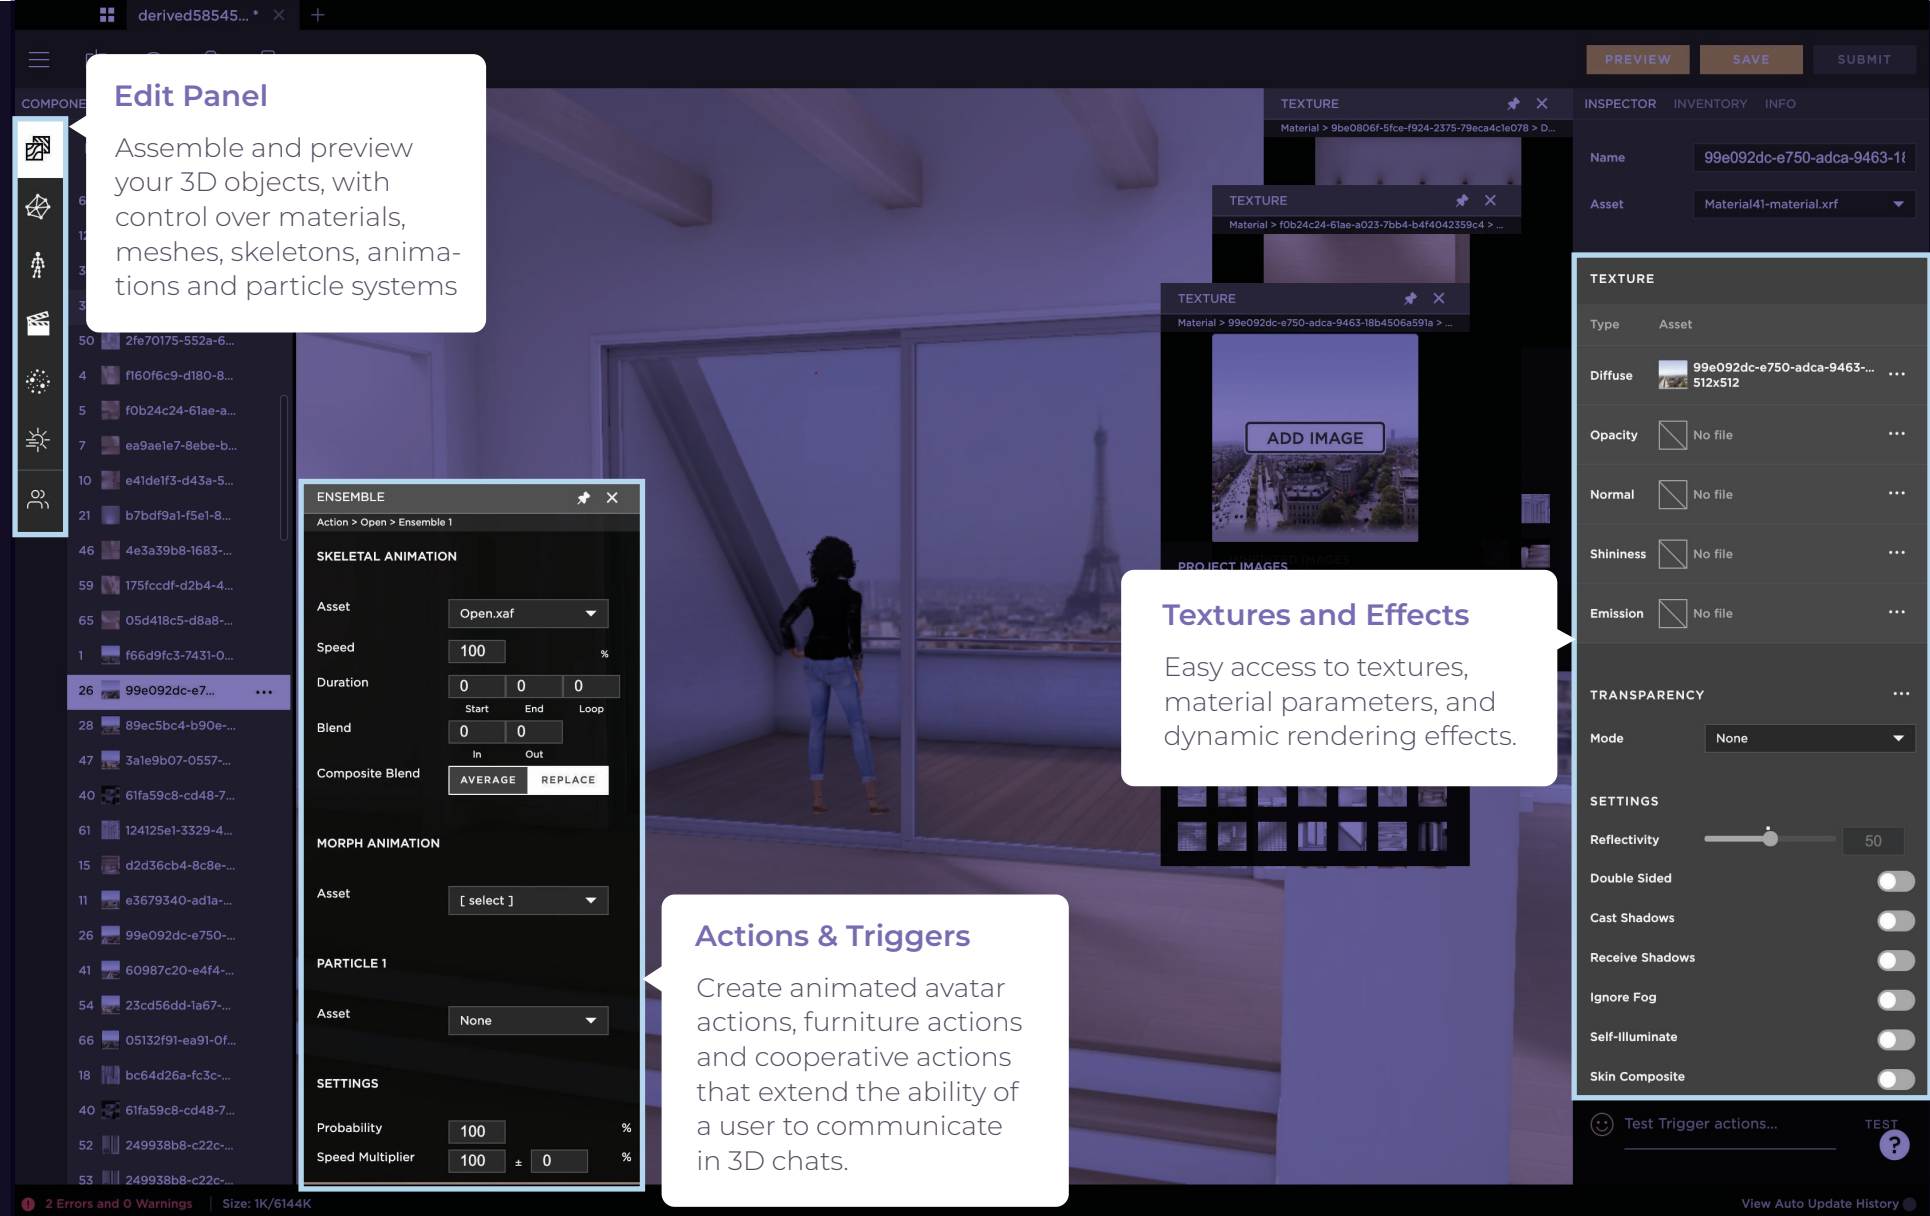 derived58545... *
PREVIEW
SAVE
SUBMIT
COMPONE
Edit Panel
Assemble and preview
your 3D objects, with
control over materials,
meshes, skeletons, anima-
tions and particle systems
50 2fe70175-552a-6...
4 f160f6c9-d180-8...
5 f0b24c24-61ae-a...
7 ea9ae1e7-8ebe-b...
10 e41de1f3-d43a-5...
21 b7bdf9a1-f5e1-8...
46 4e3a39b8-1683-...
59 175fccdf-d2b4-4...
65 05d418c5-d8a8-...
1 f66d9fc3-7431-0...
26 99e092dc-e7... ...
28 89ec5bc4-b90e-...
47 3a1e9b07-0557-...
40 61fa59c8-cd48-7...
61 124125e1-3329-4...
15 d2d36cb4-8c8e-...
11 e3679340-ad1a-...
26 99e092dc-e750-...
41 60987c20-e4f4-...
54 23cd56dd-1a67-...
66 05132f91-ea91-0f...
18 bc64d26a-fc3c-...
40 61fa59c8-cd48-7...
52 249938b8-c22c-...
53 249938b8-c22c-...
ENSEMBLE
Action > Open > Ensemble 1
SKELETAL ANIMATION
Asset Open.xaf
Speed 100 %
Duration 0 0 0
Start End Loop
Blend 0 0
In Out
Composite Blend AVERAGE REPLACE
MORPH ANIMATION
Asset [ select ]
PARTICLE 1
Asset None
SETTINGS
Probability 100 %
Speed Multiplier 100 ± 0 %
Actions & Triggers
Create animated avatar
actions, furniture actions
and cooperative actions
that extend the ability of
a user to communicate
in 3D chats.
TEXTURE
Material > 9be0806f-5fce-f924-2375-79eca4c1e078 > D...
TEXTURE
Material > f0b24c24-61ae-a023-7bb4-b4f4042359c4 > ...
TEXTURE
Material > 99e092dc-e750-adca-9463-18b4506a591a > ...
ADD IMAGE
PROJECT IMAGES
Textures and Effects
Easy access to textures,
material parameters, and
dynamic rendering effects.
INSPECTOR INVENTORY INFO
Name 99e092dc-e750-adca-9463-18
Asset Material41-material.xrf
TEXTURE
Type Asset
Diffuse 99e092dc-e750-adca-9463-... ...
512x512
Opacity No file ...
Normal No file ...
Shininess No file ...
Emission No file ...
TRANSPARENCY ...
Mode None
SETTINGS
Reflectivity 50
Double Sided
Cast Shadows
Receive Shadows
Ignore Fog
Self-Illuminate
Skin Composite
Test Trigger actions... TEST
?
2 Errors and 0 Warnings
Size: 1K/6144K
View Auto Update History